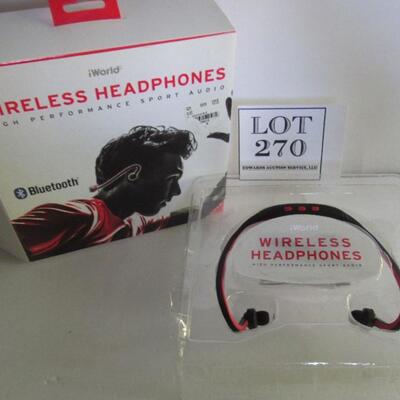 iWorld®
WIRELESS HEADPHONES
HIGH PERFORMANCE SPORT AUDIO
Bluetooth®
LOT
270
EDWARDS AUCTION SERVICE, LLC
iWorld
WIRELESS
HEADPHONES
HIGH PERFORMANCE SPORT AUDIO